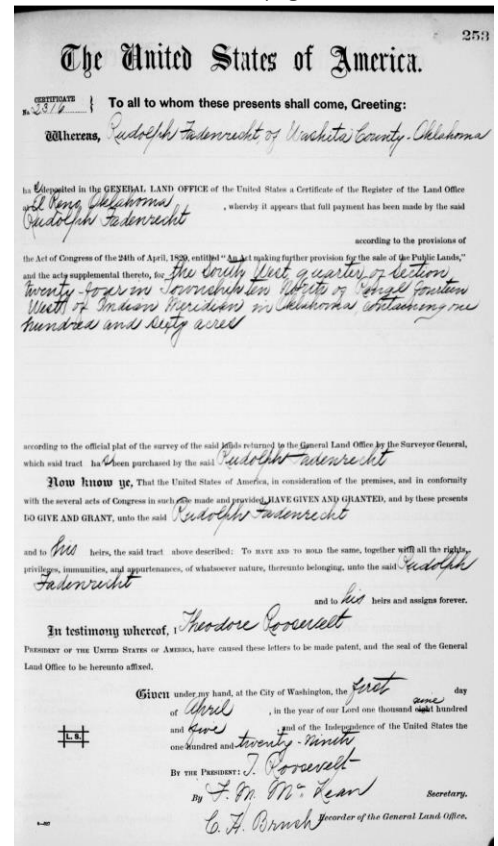 253
The United States of America.
CERTIFICATE
No. 2316 } To all to whom these presents shall come, Greeting:
Whereas, Rudolph Fadenrecht, of Washita County, Oklahoma
ha s deposited in the GENERAL LAND OFFICE of the United States a Certificate of the Register of the Land Office
at El Reno, Oklahoma , whereby it appears that full payment has been made by the said
Rudolph Fadenrecht
according to the provisions of
the Act of Congress of the 24th of April, 1820, entitled "An Act making further provision for the sale of the Public Lands,"
and the acts supplemental thereto, for the South West quarter of Section
twenty-four in Township ten North of Range fourteen
West of Indian Meridian in Oklahoma, containing one
hundred and sixty acres
according to the official plat of the survey of the said lands returned to the General Land Office by the Surveyor General,
which said tract ha s been purchased by the said Rudolph Fadenrecht
Now know ye, That the United States of America, in consideration of the premises, and in conformity
with the several acts of Congress in such case made and provided, HAVE GIVEN AND GRANTED, and by these presents
DO GIVE AND GRANT, unto the said Rudolph Fadenrecht
and to his heirs, the said tract above described: TO HAVE AND TO HOLD the same, together with all the rights,
privileges, immunities, and appurtenances, of whatsoever nature, thereunto belonging, unto the said Rudolph
Fadenrecht
and to his heirs and assigns forever.
In testimony whereof, I, Theodore Roosevelt
PRESIDENT OF THE UNITED STATES OF AMERICA, have caused these letters to be made patent, and the seal of the General
Land Office to be hereunto affixed.
Given under my hand, at the City of Washington, the first day
of April , in the year of our Lord one thousand eight nine hundred
and five , and of the Independence of the United States the
one hundred and twenty-ninth
L. S.
BY THE PRESIDENT: T. Roosevelt
By F. M. McKean Secretary.
C. H. Brush Recorder of the General Land Office.